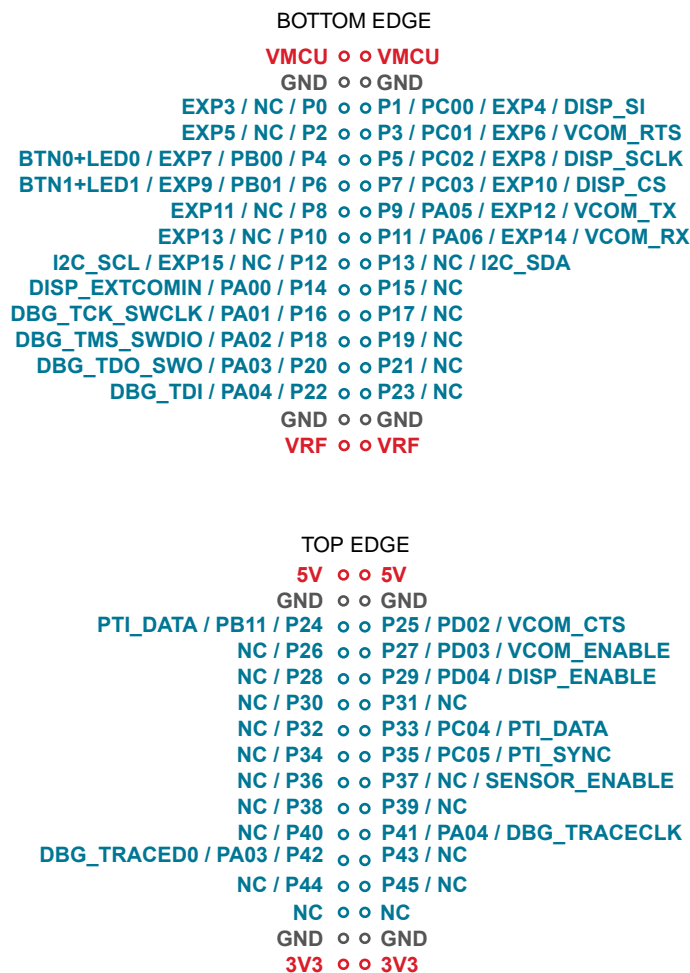 BOTTOM EDGE
VMCU VMCU
GND GND
EXP3 / NC / P0 P1 / PC00 / EXP4 / DISP_SI
EXP5 / NC / P2 P3 / PC01 / EXP6 / VCOM_RTS
BTN0+LED0 / EXP7 / PB00 / P4 P5 / PC02 / EXP8 / DISP_SCLK
BTN1+LED1 / EXP9 / PB01 / P6 P7 / PC03 / EXP10 / DISP_CS
EXP11 / NC / P8 P9 / PA05 / EXP12 / VCOM_TX
EXP13 / NC / P10 P11 / PA06 / EXP14 / VCOM_RX
I2C_SCL / EXP15 / NC / P12 P13 / NC / I2C_SDA
DISP_EXTCOMIN / PA00 / P14 P15 / NC
DBG_TCK_SWCLK / PA01 / P16 P17 / NC
DBG_TMS_SWDIO / PA02 / P18 P19 / NC
DBG_TDO_SWO / PA03 / P20 P21 / NC
DBG_TDI / PA04 / P22 P23 / NC
GND GND
VRF VRF
TOP EDGE
5V 5V
GND GND
PTI_DATA / PB11 / P24 P25 / PD02 / VCOM_CTS
NC / P26 P27 / PD03 / VCOM_ENABLE
NC / P28 P29 / PD04 / DISP_ENABLE
NC / P30 P31 / NC
NC / P32 P33 / PC04 / PTI_DATA
NC / P34 P35 / PC05 / PTI_SYNC
NC / P36 P37 / NC / SENSOR_ENABLE
NC / P38 P39 / NC
NC / P40 P41 / PA04 / DBG_TRACECLK
DBG_TRACED0 / PA03 / P42 P43 / NC
NC / P44 P45 / NC
NC NC
GND GND
3V3 3V3